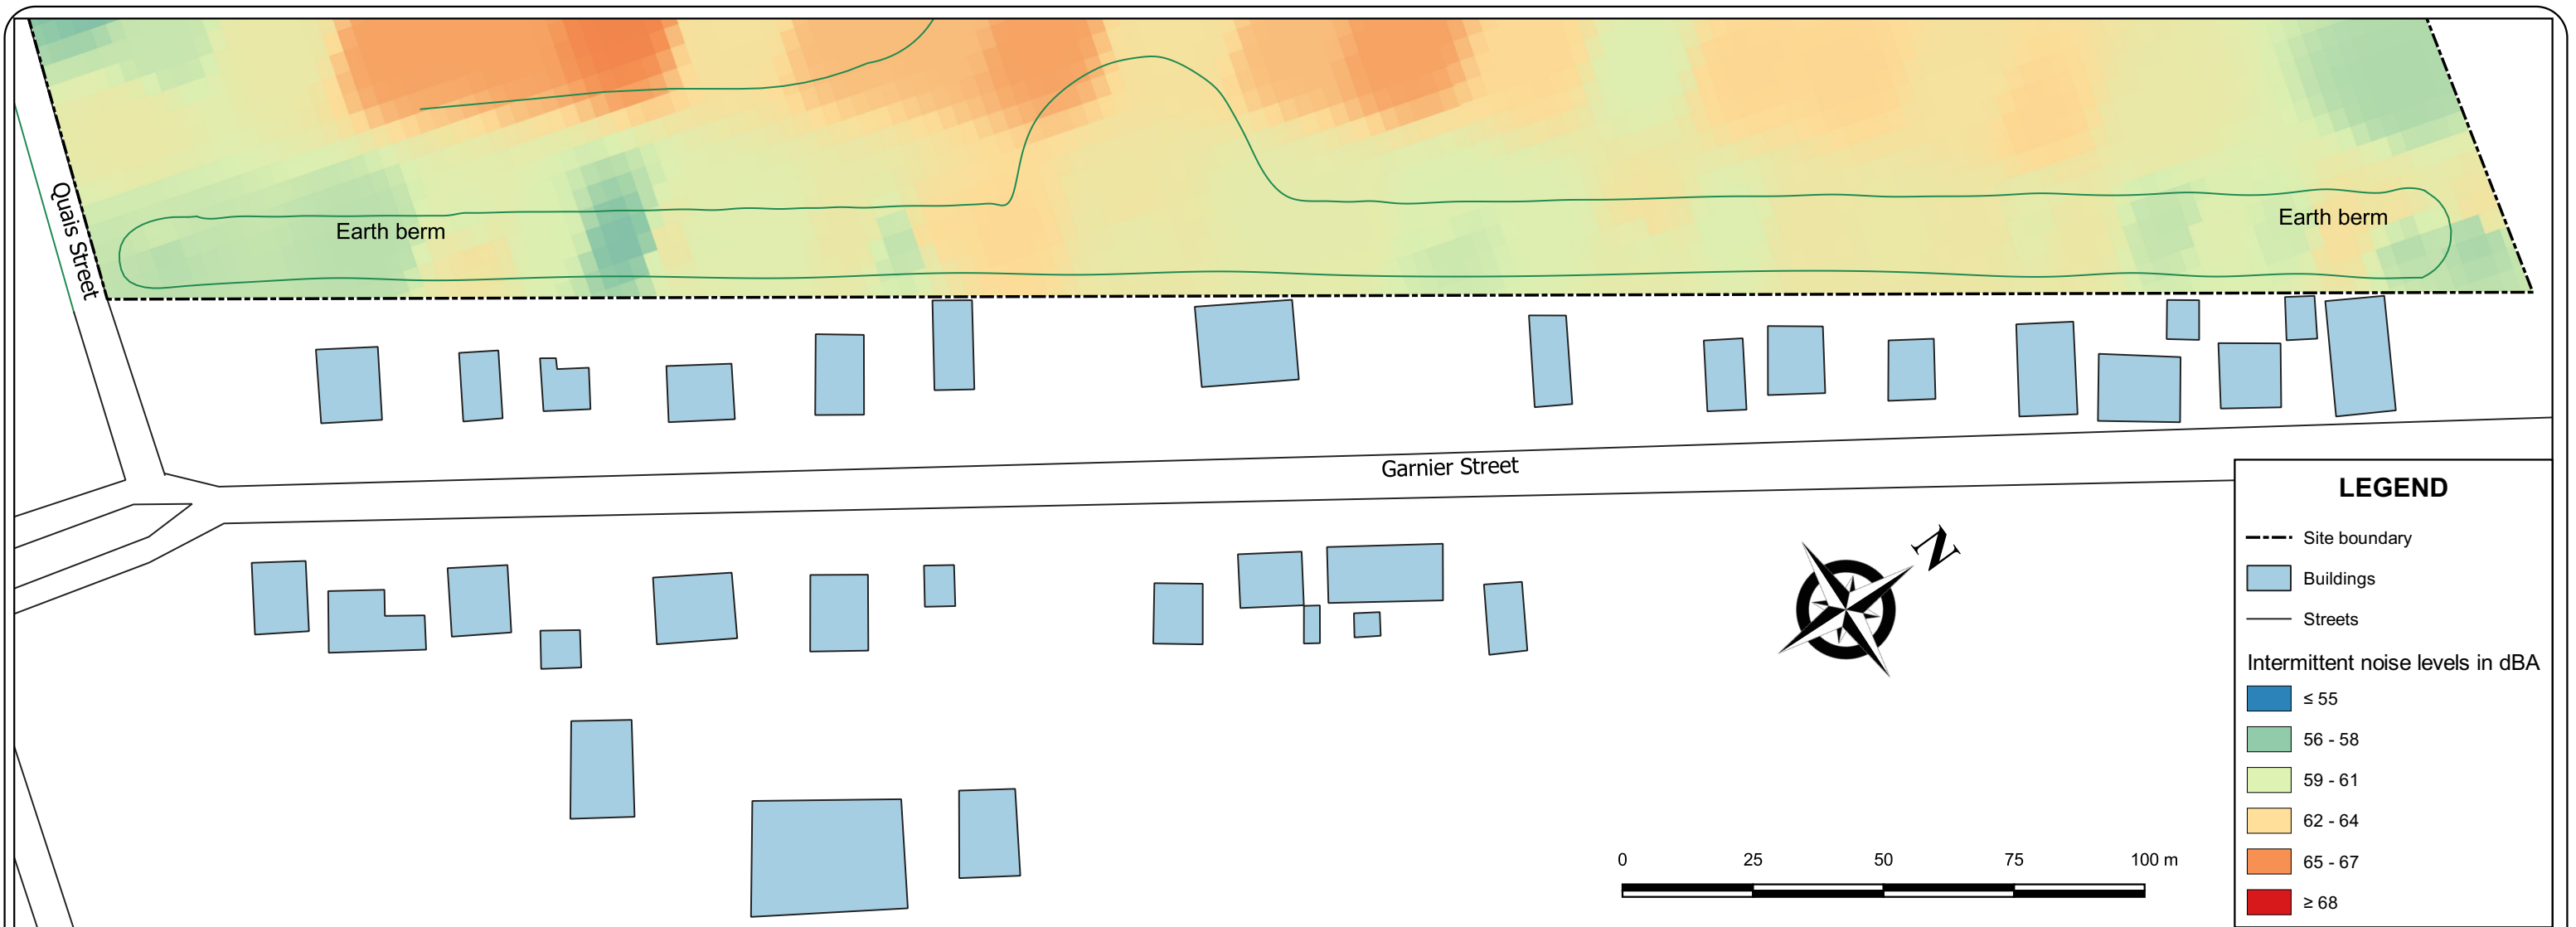 Quais Street
Earth berm
Earth berm
Garnier Street
N
0 25 50 75 100 m
LEGEND
Site boundary
Buildings
Streets
Intermittent noise levels in dBA
≤ 55
56 - 58
59 - 61
62 - 64
65 - 67
≥ 68